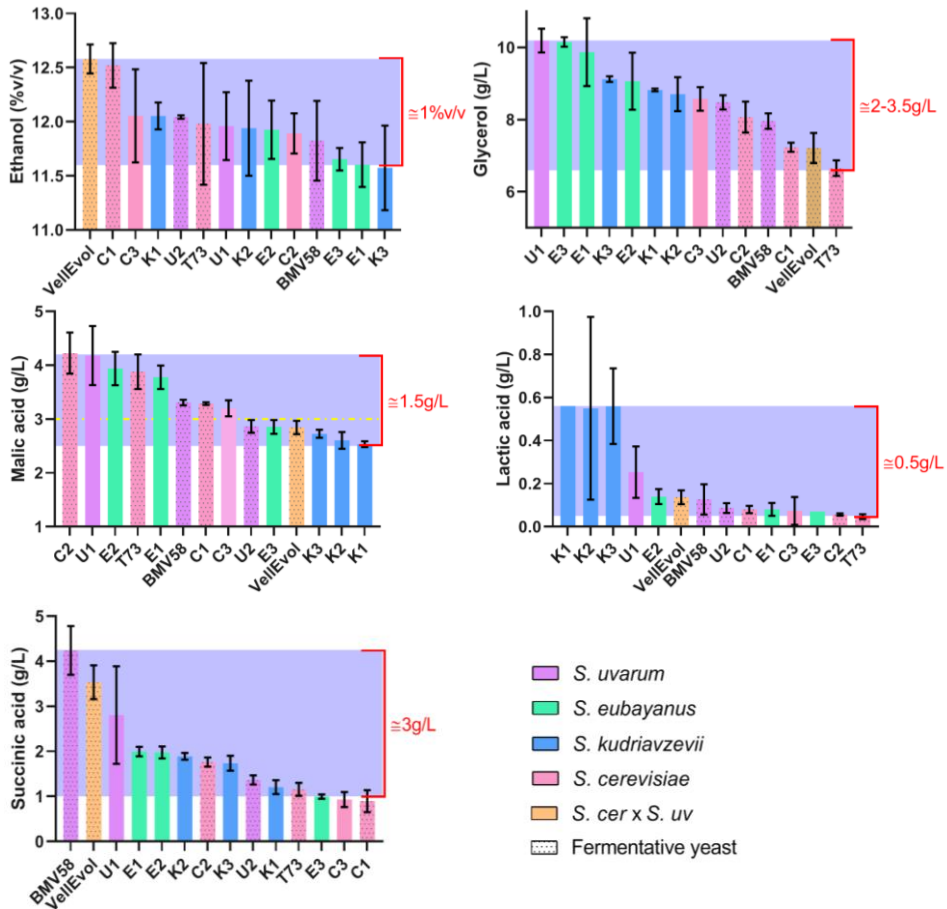 Ethanol (%v/v)
13.0
12.5
12.0
11.5
11.0
≅1%v/v
VellEvol
C1
C3
K1
U2
T73
U1
K2
E2
C2
BMV58
E3
E1
K3
Glycerol (g/L)
10
8
6
≅2-3.5g/L
U1
E3
E1
K3
E2
K1
K2
C3
U2
C2
BMV58
C1
VellEvol
T73
Malic acid (g/L)
5
4
3
2
1
≅1.5g/L
C2
U1
E2
T73
E1
BMV58
C1
C3
U2
E3
VellEvol
K3
K2
K1
Lactic acid (g/L)
1.0
0.8
0.6
0.4
0.2
0.0
≅0.5g/L
K1
K2
K3
U1
E2
VellEvol
BMV58
U2
C1
E1
C3
E3
C2
T73
Succinic acid (g/L)
5
4
3
2
1
0
≅3g/L
BMV58
VellEvol
U1
E1
E2
K2
C2
K3
U2
K1
T73
E3
C3
C1
S. uvarum
S. eubayanus
S. kudriavzevii
S. cerevisiae
S. cer x S. uv
Fermentative yeast